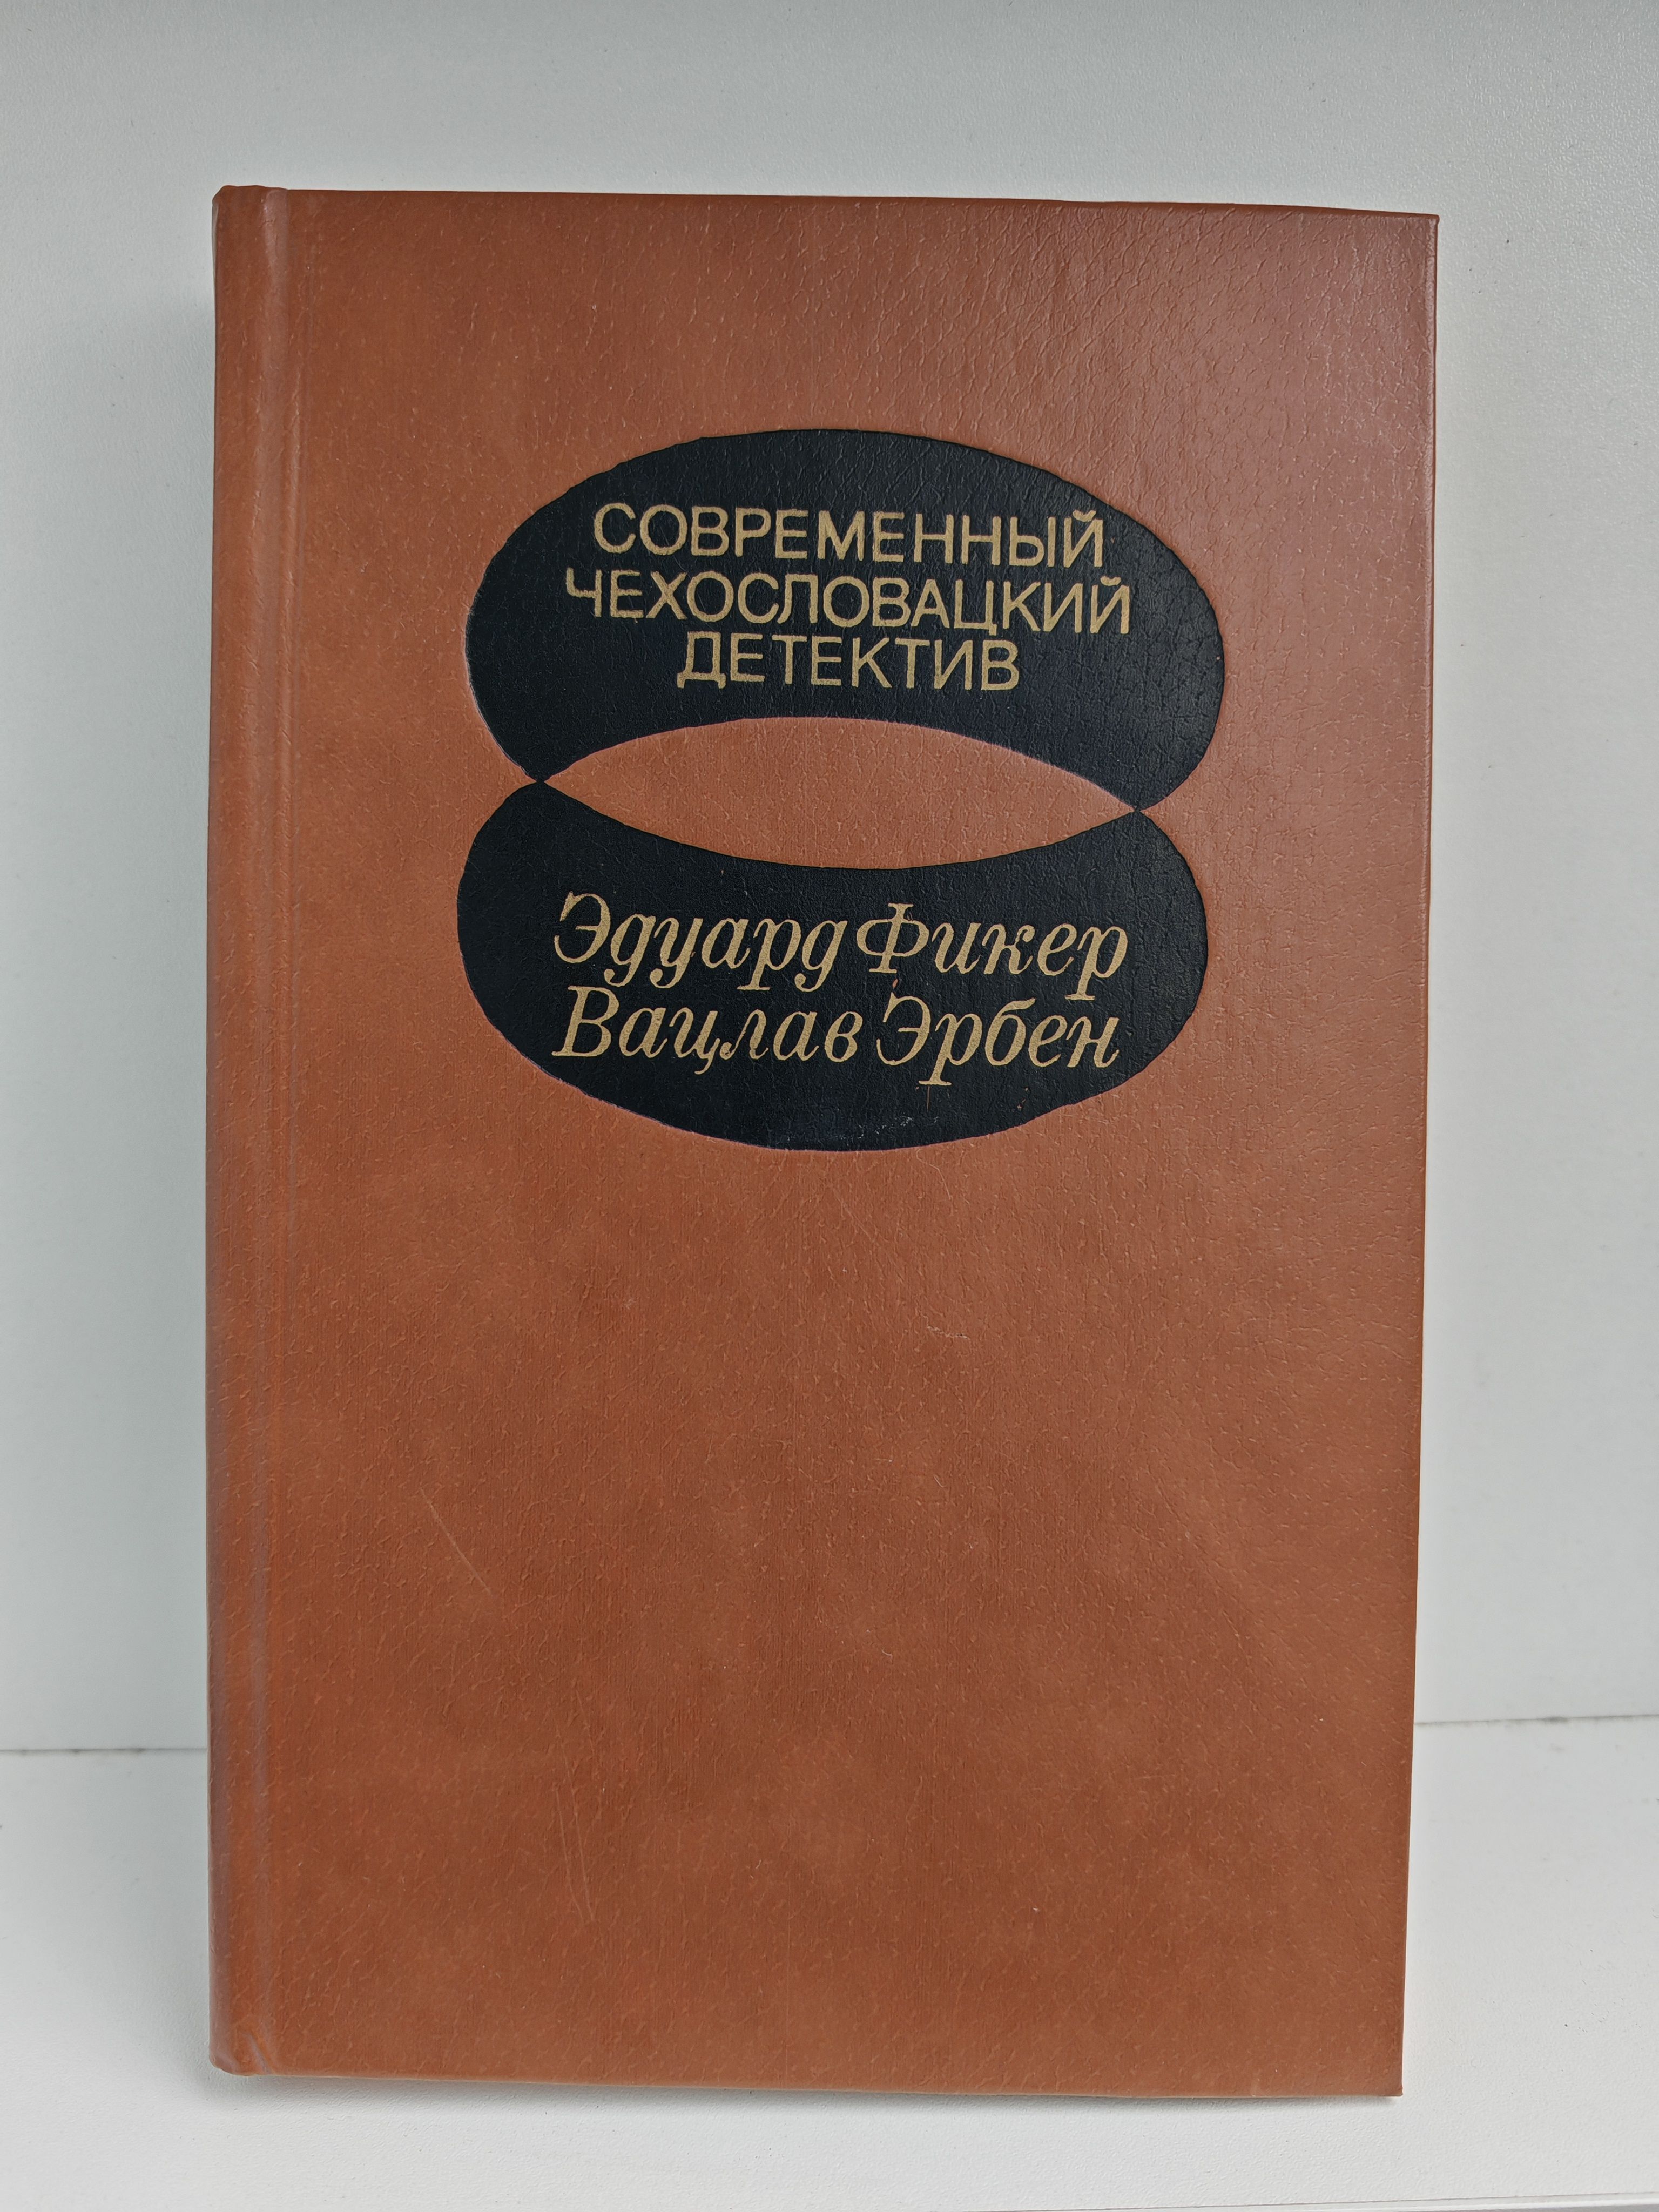 СОВРЕМЕННЫЙ
ЧЕХОСЛОВАЦКИЙ
ДЕТЕКТИВ
Эдуард Фикер
Вацлав Эрбен